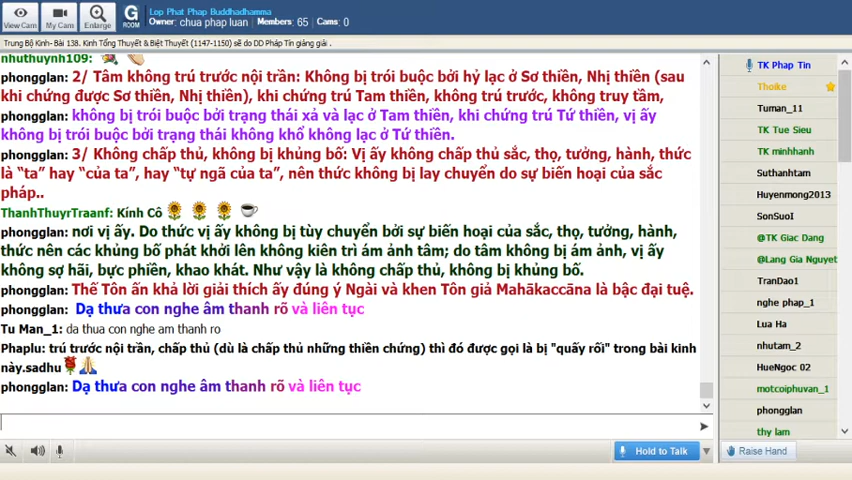 Lop Phat Phap Buddhadhamma
Owner: chua phap luan Members: 65 Cams: 0
View Cam My Cam Enlarge G ROOM
Trung Bộ Kinh- Bài 138. Kinh Tổng Thuyết & Biệt Thuyết (1147-1150) sẽ do DD Pháp Tín giảng giải .
nhuthuynh109:
phongglan: 2/ Tâm không trú trước nội trần: Không bị trói buộc bởi hỷ lạc ở Sơ thiền, Nhị thiền (sau
khi chứng được Sơ thiền, Nhị thiền), khi chứng trú Tam thiền, không trú trước, không truy tầm,
phongglan: không bị trói buộc bởi trạng thái xả và lạc ở Tam thiền, khi chứng trú Tứ thiền, vị ấy
không bị trói buộc bởi trạng thái không khổ không lạc ở Tứ thiền.
phongglan: 3/ Không chấp thủ, không bị khủng bố: Vị ấy không chấp thủ sắc, thọ, tưởng, hành, thức
là “ta” hay “của ta”, hay “tự ngã của ta”, nên thức không bị lay chuyển do sự biến hoại của sắc
pháp..
ThanhThuyrTraanf: Kính Cô
phongglan: nơi vị ấy. Do thức vị ấy không bị tùy chuyển bởi sự biến hoại của sắc, thọ, tưởng, hành,
thức nên các khủng bố phát khởi lên không kiên trì ám ảnh tâm; do tâm không bị ám ảnh, vị ấy
không sợ hãi, bực phiền, khao khát. Như vậy là không chấp thủ, không bị khủng bố.
phongglan: Thế Tôn ấn khả lời giải thích ấy đúng ý Ngài và khen Tôn giả Mahākaccāna là bậc đại tuệ.
phongglan: Dạ thưa con nghe âm thanh rõ và liên tục
Tu Man_1: da thua con nghe am thanh ro
Phaplu: trú trước nội trần, chấp thủ (dù là chấp thủ những thiền chứng) thì đó được gọi là bị "quấy rối" trong bài kinh
này.sadhu
phongglan: Dạ thưa con nghe âm thanh rõ và liên tục
Hold to Talk
TK Phap Tin
Thoike
Tuman_11
TK Tue Sieu
TK minhhanh
Suthanhtam
Huyenmong2013
SonSuoI
@TK Giac Dang
@Lang Gia Nguyet
TranDao1
nghe phap_1
Lua Ha
nhutam_2
HueNgoc 02
motcoiphuvan_1
phongglan
thy lam
Raise Hand